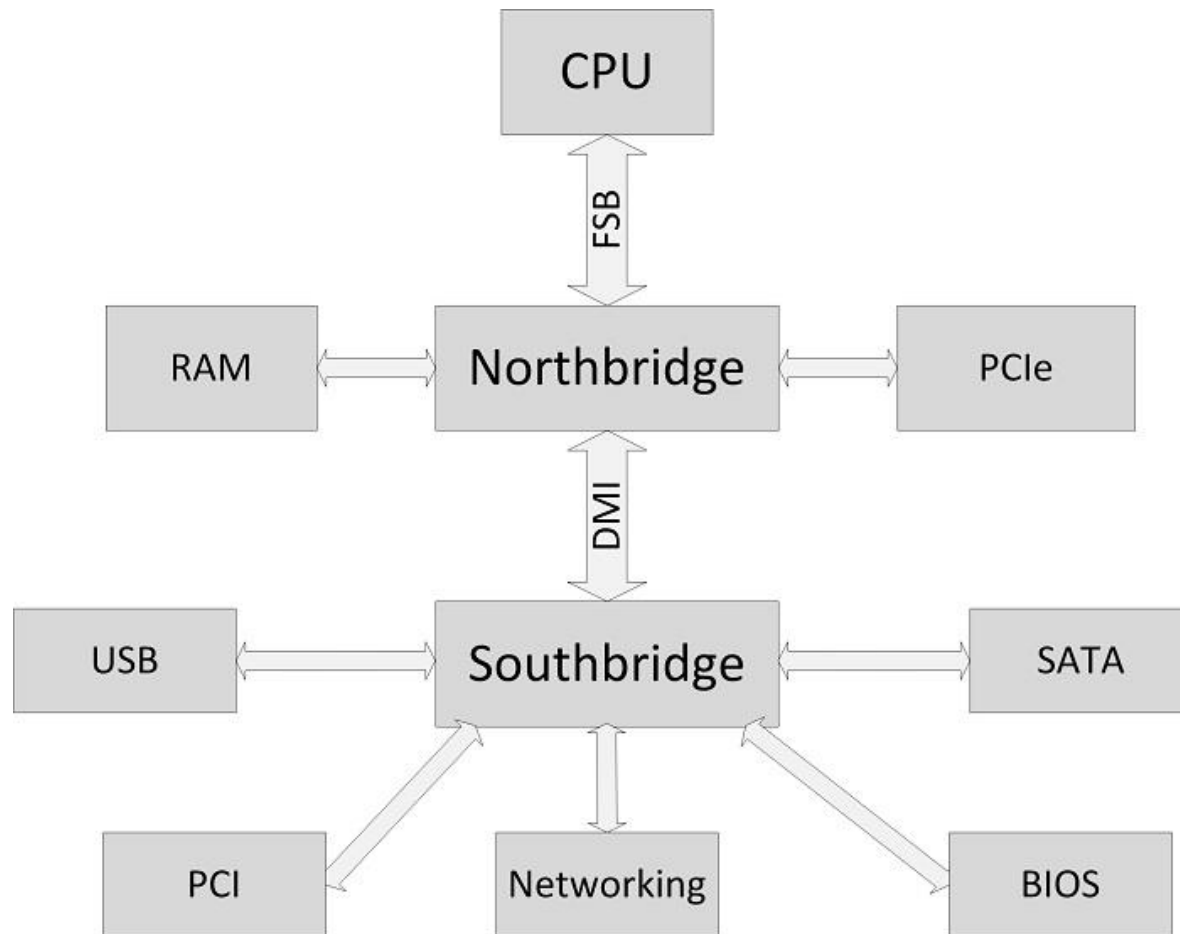 CPU
FSB
RAM
Northbridge
PCIe
DMI
USB
Southbridge
SATA
PCI
Networking
BIOS